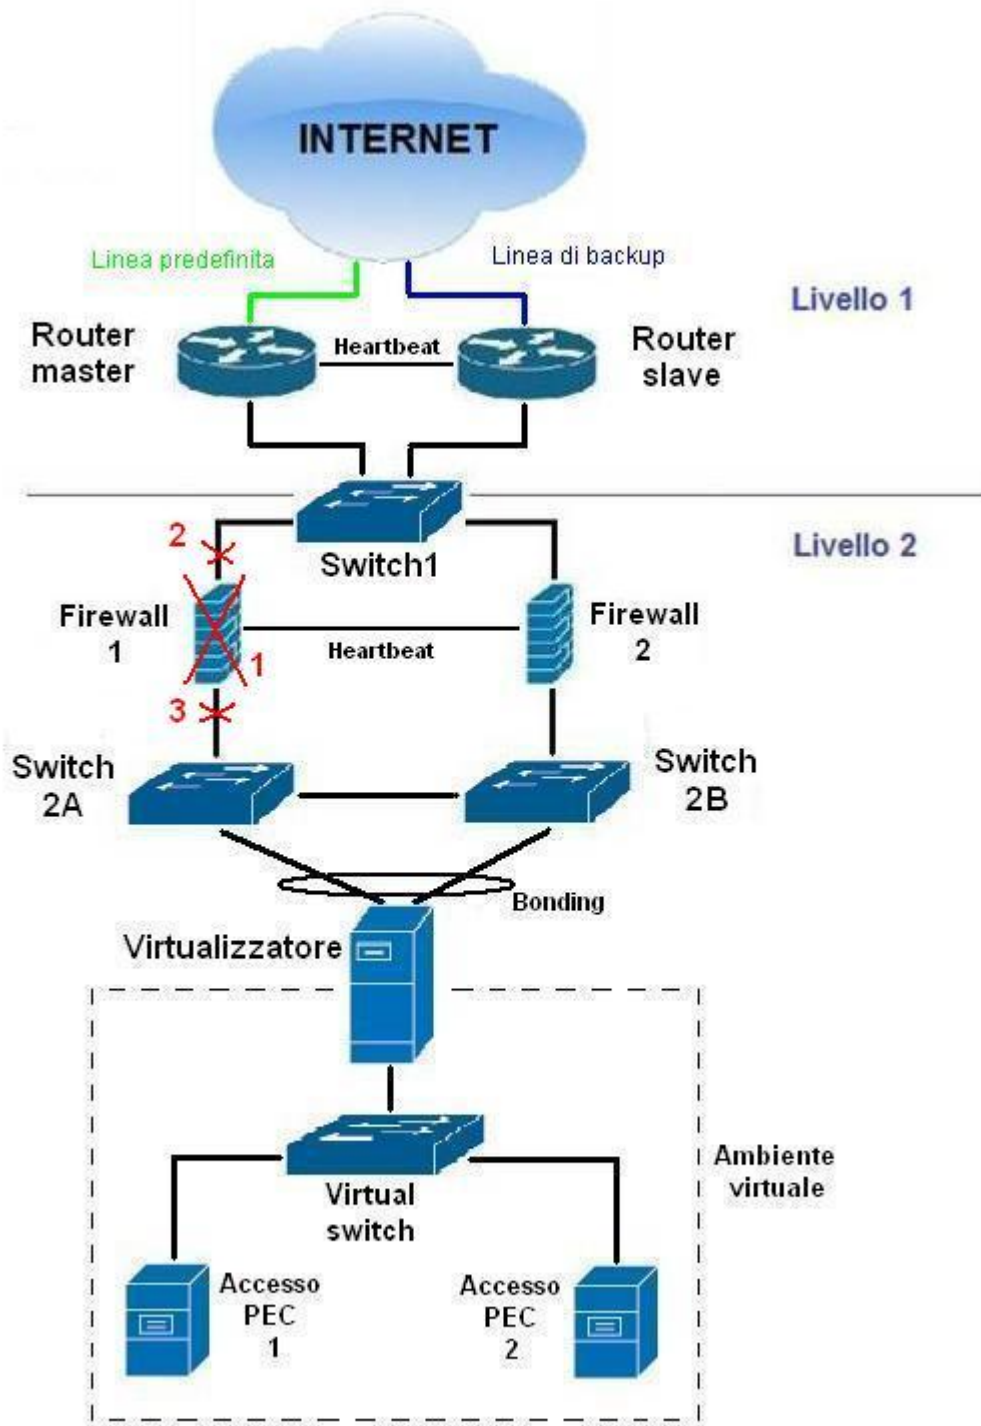 INTERNET
Linea predefinita
Linea di backup
Livello 1
Router
master
Heartbeat
Router
slave
Switch1
Livello 2
2
Firewall
1
1
Heartbeat
Firewall
2
3
Switch
2A
Switch
2B
Bonding
Virtualizzatore
Virtual
switch
Ambiente
virtuale
Accesso
PEC
1
Accesso
PEC
2